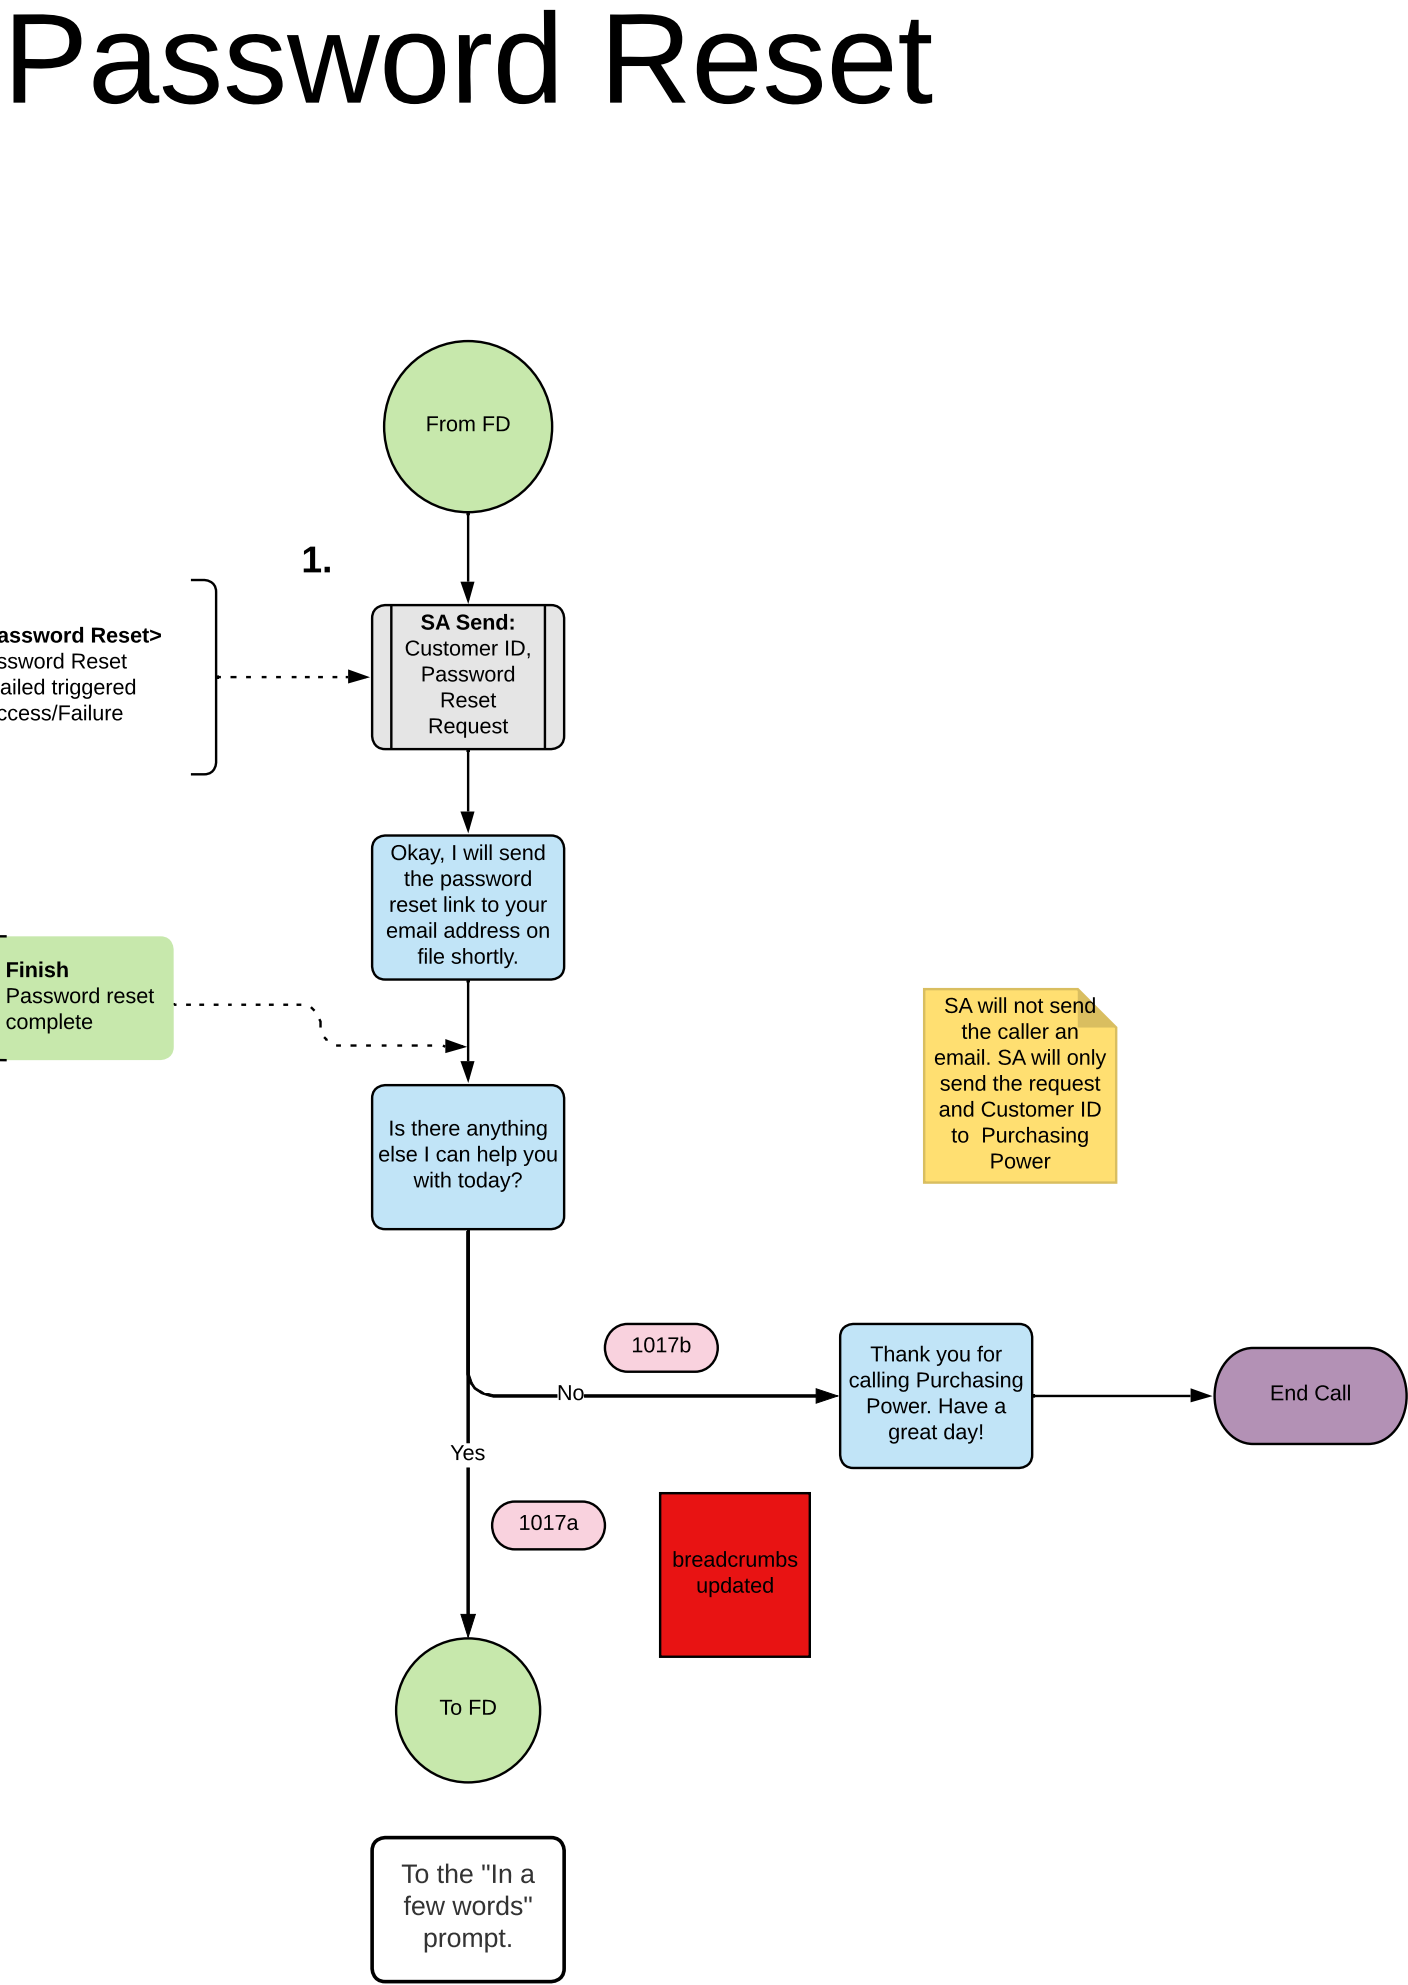 Password Reset
From FD
1.
SA Send:
Customer ID,
Password
Reset
Request
assword Reset>
ssword Reset
ailed triggered
ccess/Failure
Okay, I will send
the password
reset link to your
email address on
file shortly.
Finish
Password reset
complete
SA will not send
the caller an
email. SA will only
send the request
and Customer ID
to  Purchasing
Power
Is there anything
else I can help you
with today?
1017b
No
Thank you for
calling Purchasing
Power. Have a
great day!
End Call
Yes
1017a
breadcrumbs
updated
To FD
To the "In a
few words"
prompt.